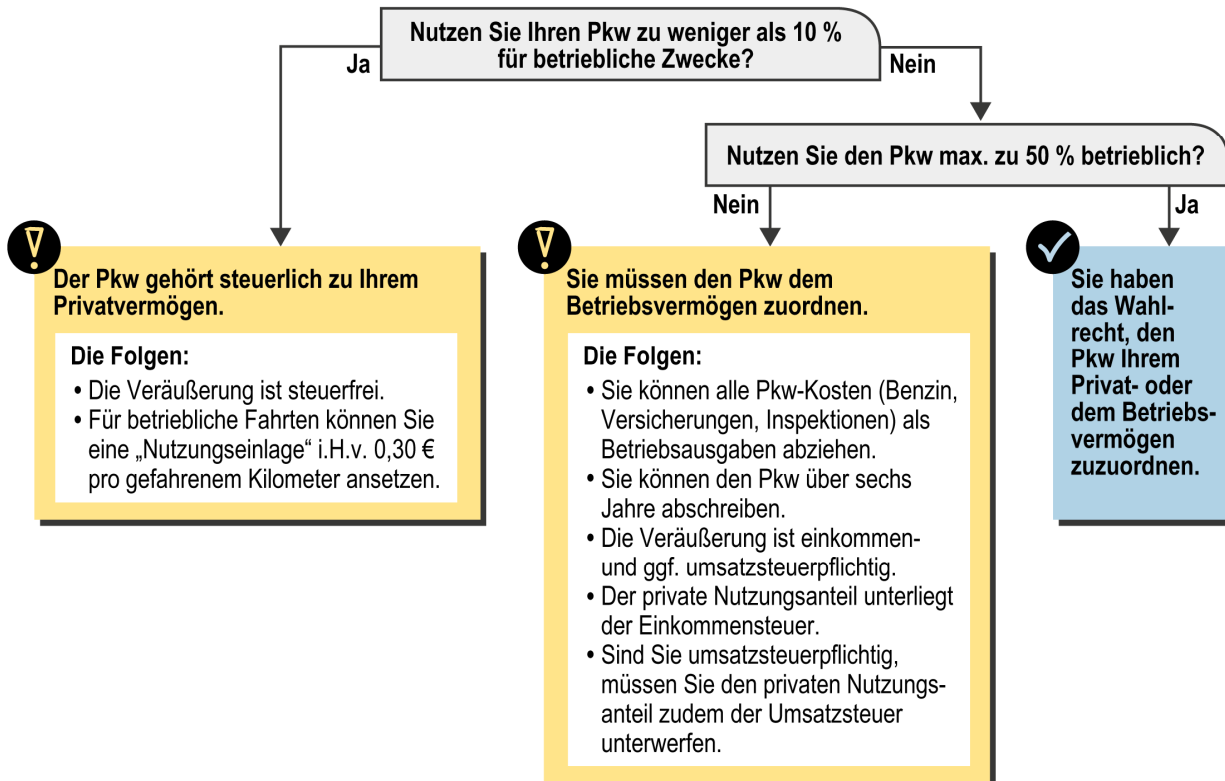 Nutzen Sie Ihren Pkw zu weniger als 10 %
für betriebliche Zwecke?
Ja
Nein
Nutzen Sie den Pkw max. zu 50 % betrieblich?
Nein
Ja
Der Pkw gehört steuerlich zu Ihrem
Privatvermögen.
Die Folgen:
• Die Veräußerung ist steuerfrei.
• Für betriebliche Fahrten können Sie
eine „Nutzungseinlage“ i.H.v. 0,30 €
pro gefahrenem Kilometer ansetzen.
Sie müssen den Pkw dem
Betriebsvermögen zuordnen.
Die Folgen:
• Sie können alle Pkw-Kosten (Benzin,
Versicherungen, Inspektionen) als
Betriebsausgaben abziehen.
• Sie können den Pkw über sechs
Jahre abschreiben.
• Die Veräußerung ist einkommen-
und ggf. umsatzsteuerpflichtig.
• Der private Nutzungsanteil unterliegt
der Einkommensteuer.
• Sind Sie umsatzsteuerpflichtig,
müssen Sie den privaten Nutzungs-
anteil zudem der Umsatzsteuer
unterwerfen.
Sie haben
das Wahl-
recht, den
Pkw Ihrem
Privat- oder
dem Betriebs-
vermögen
zuzuordnen.